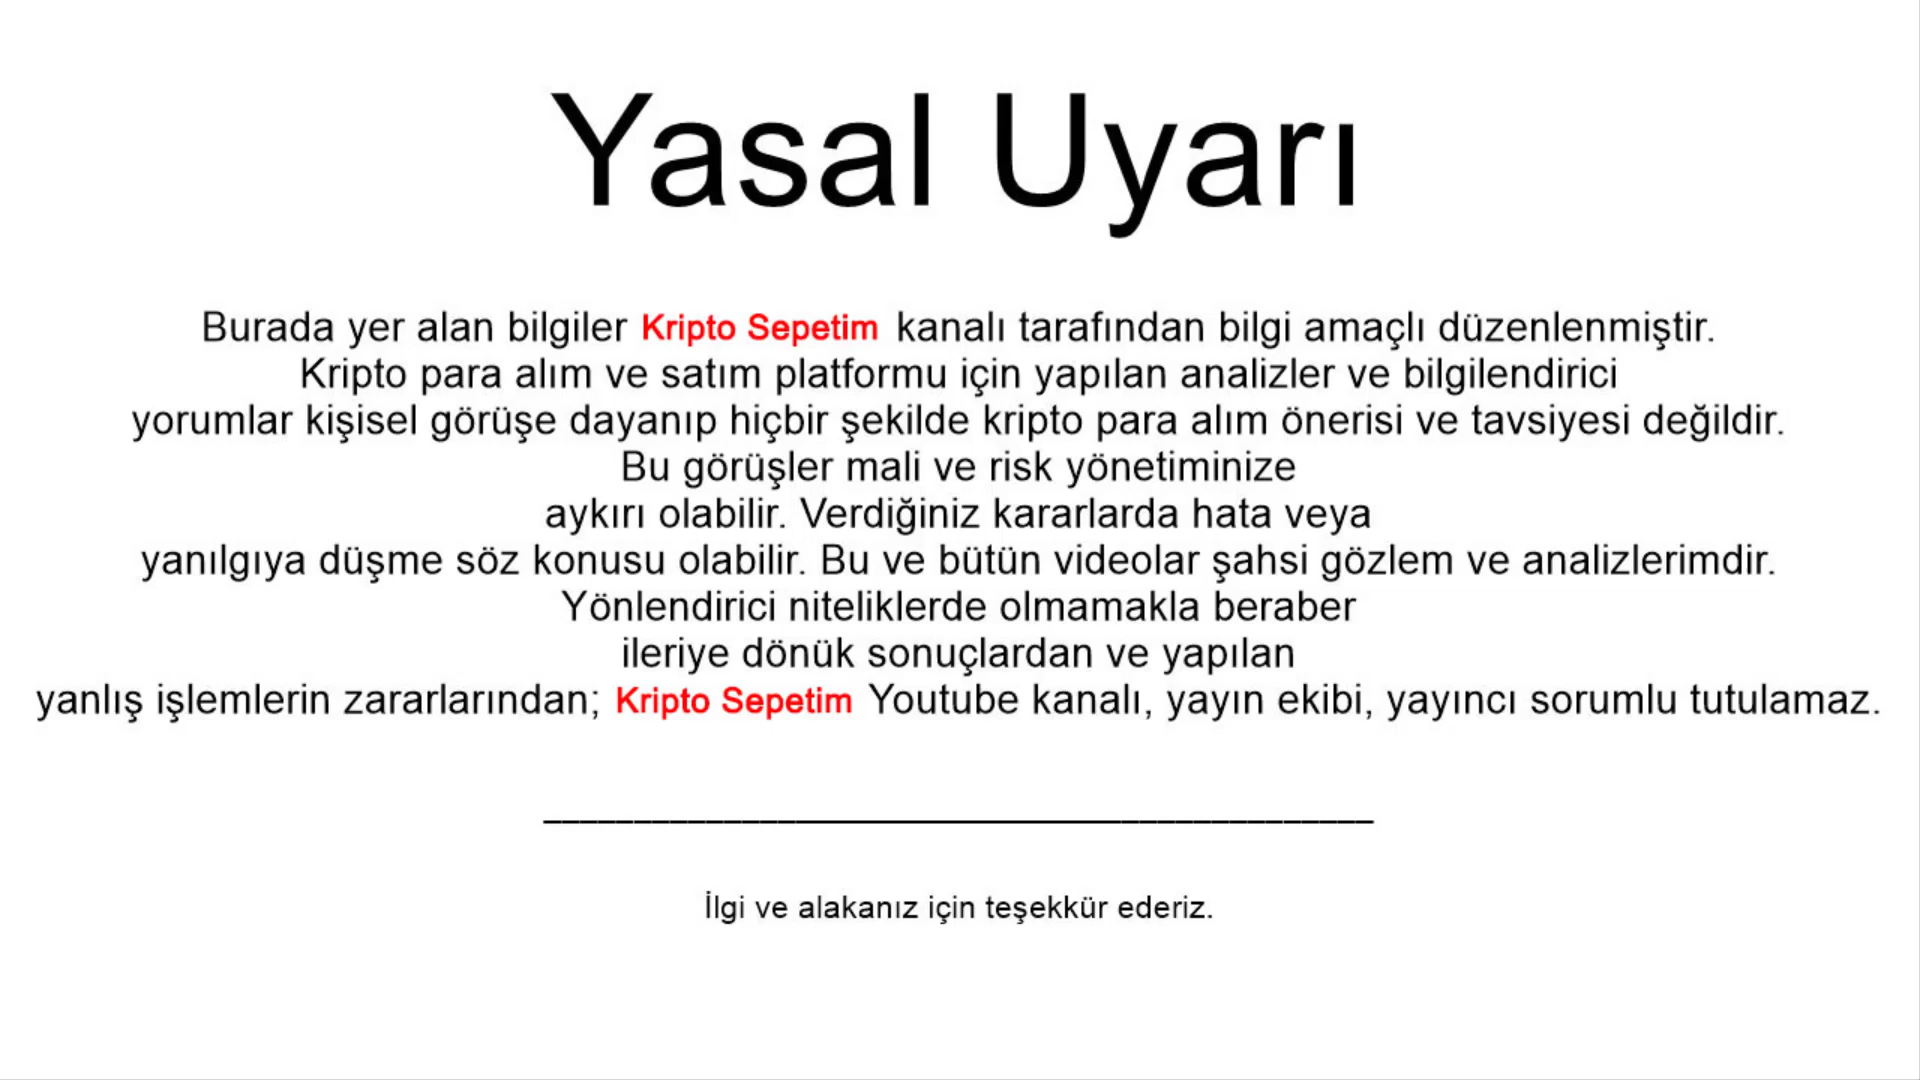 Yasal Uyarı
Burada yer alan bilgiler Kripto Sepetim kanalı tarafından bilgi amaçlı düzenlenmiştir.
Kripto para alım ve satım platformu için yapılan analizler ve bilgilendirici
yorumlar kişisel görüşe dayanıp hiçbir şekilde kripto para alım önerisi ve tavsiyesi değildir.
Bu görüşler mali ve risk yönetiminize
aykırı olabilir. Verdiğiniz kararlarda hata veya
yanılgıya düşme söz konusu olabilir. Bu ve bütün videolar şahsi gözlem ve analizlerimdir.
Yönlendirici niteliklerde olmamakla beraber
ileriye dönük sonuçlardan ve yapılan
yanlış işlemlerin zararlarından; Kripto Sepetim Youtube kanalı, yayın ekibi, yayıncı sorumlu tutulamaz.
İlgi ve alakanız için teşekkür ederiz.